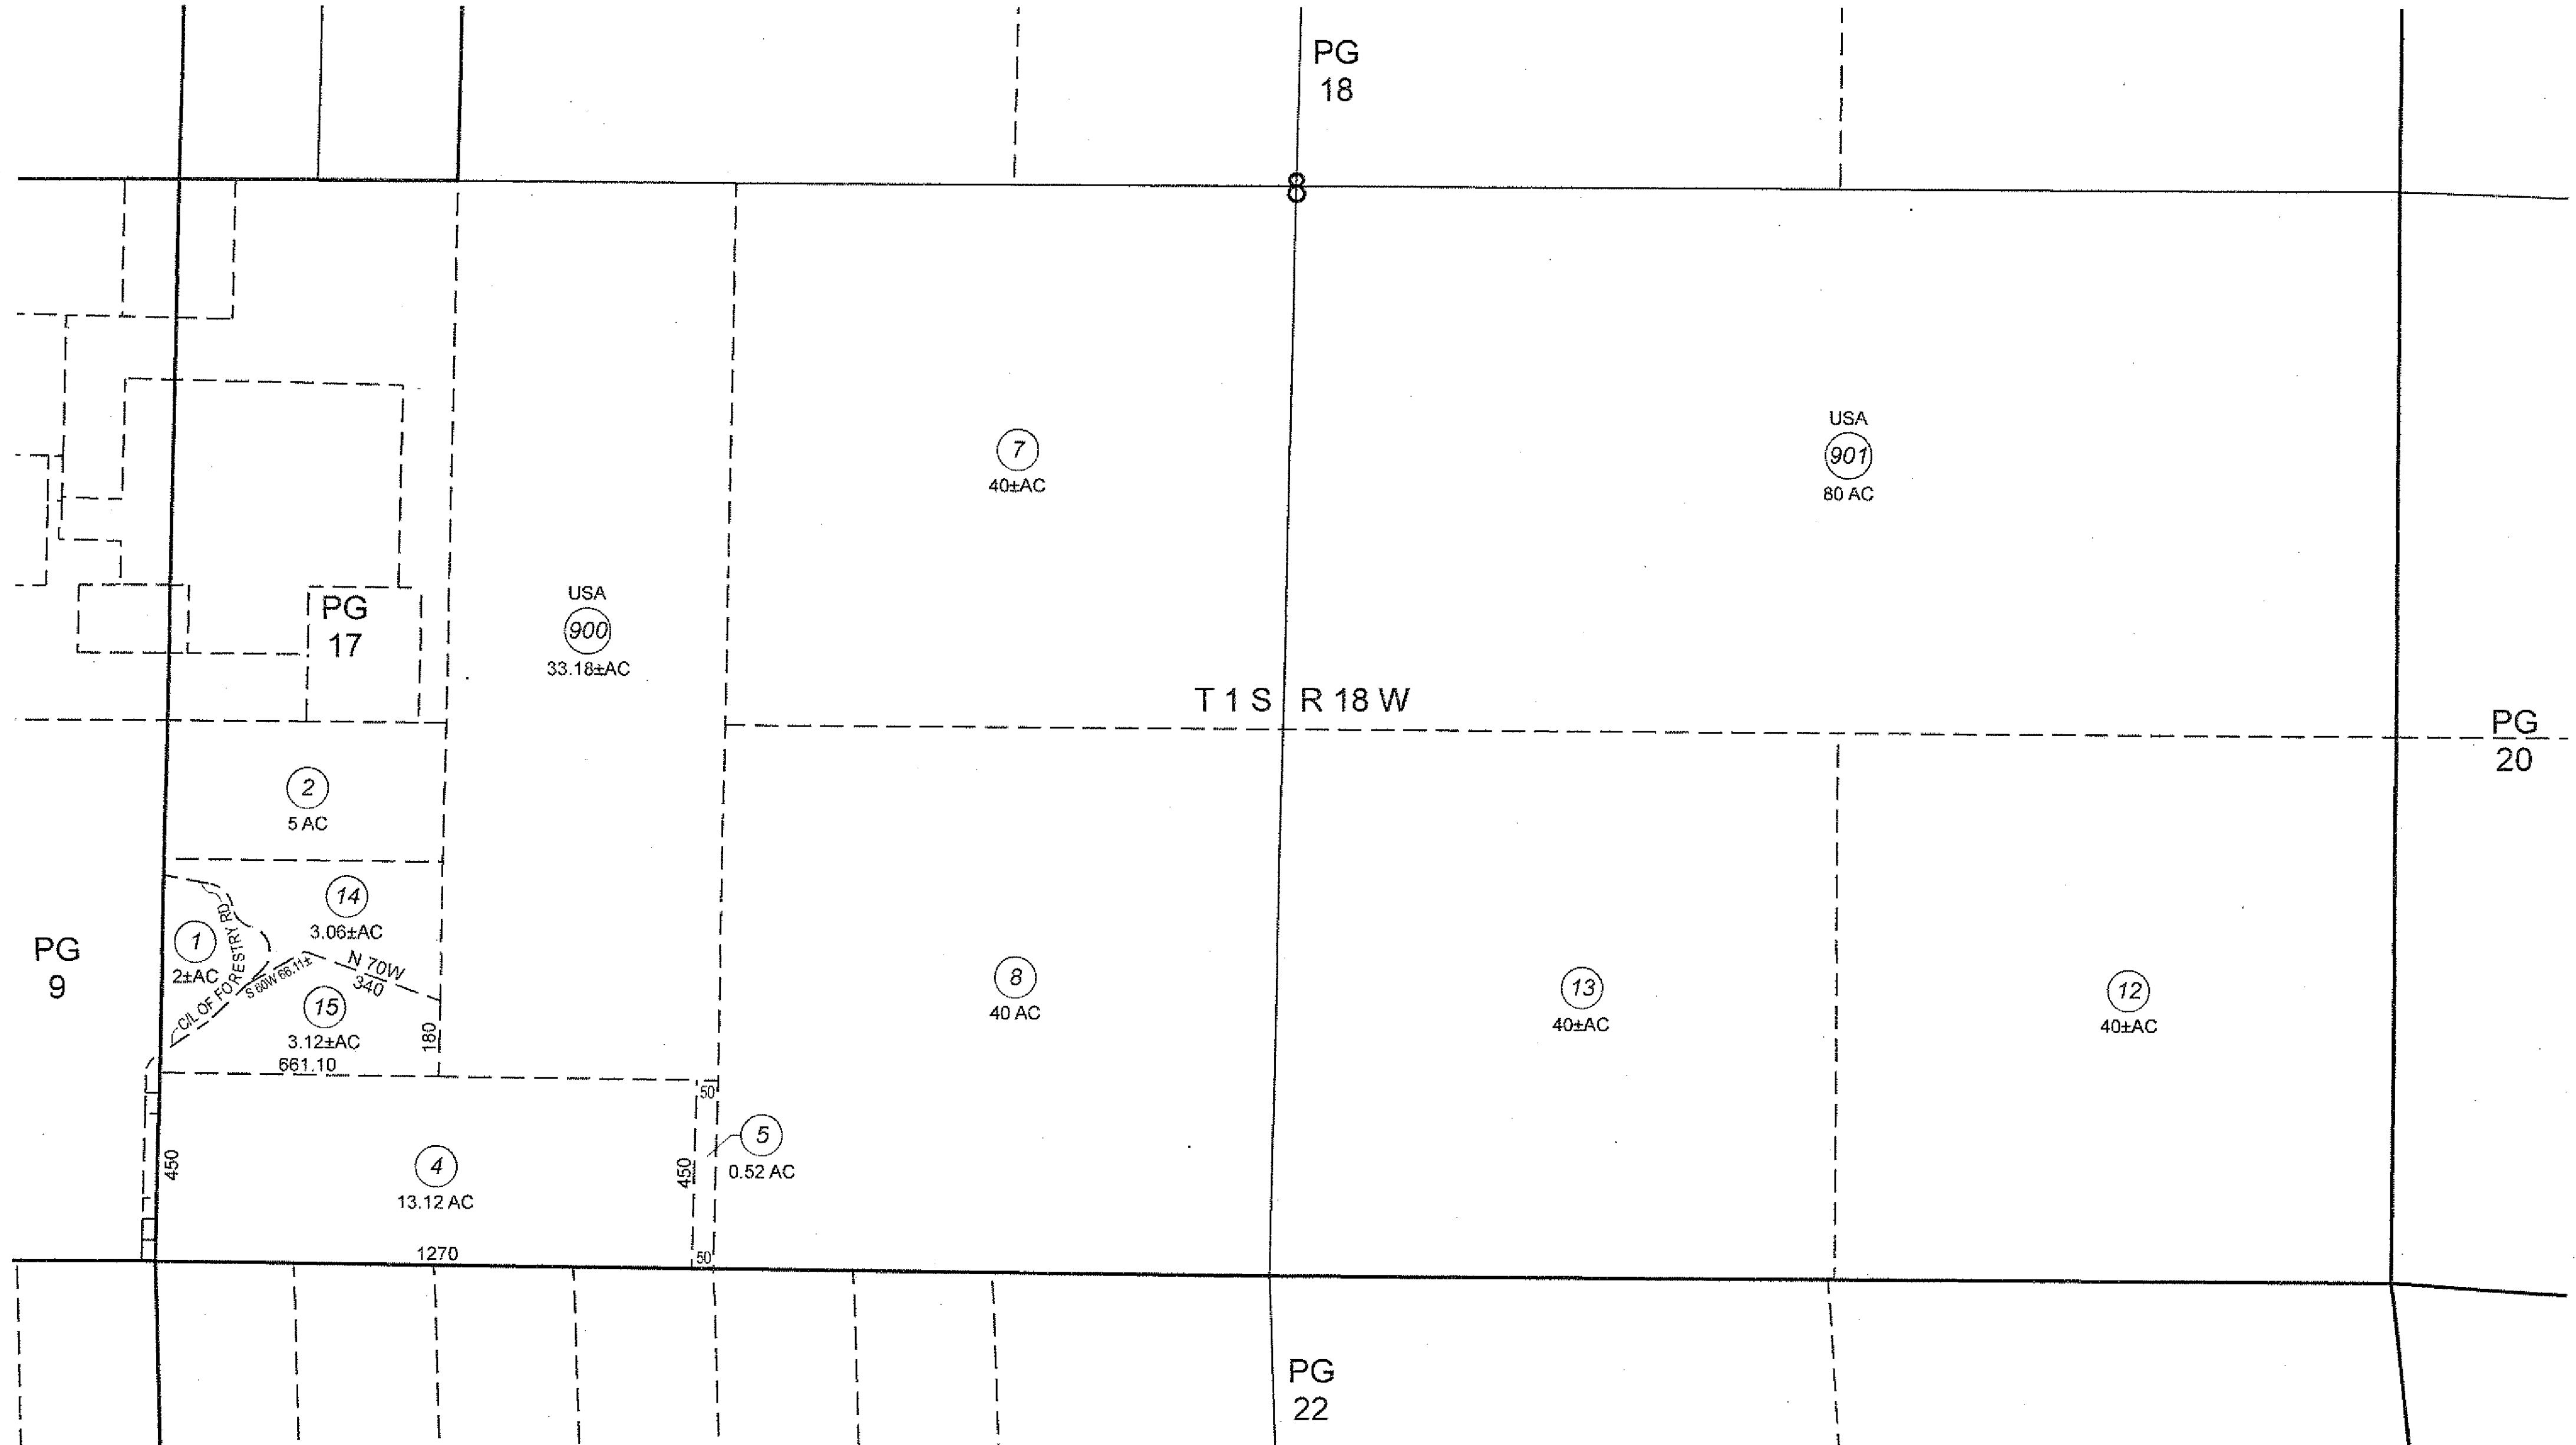 PG
18
8
7
40±AC
USA
901
80 AC
USA
900
33.18±AC
PG
17
T 1 S R 18 W
PG
20
2
5 AC
14
3.06±AC
1
2±AC
C/L OF FORESTRY RD
S 60W 66.11±
N 70W
340
15
3.12±AC
180
661.10
PG
9
8
40 AC
13
40±AC
12
40±AC
50
5
0.52 AC
450
4
13.12 AC
450
1270
50
PG
22